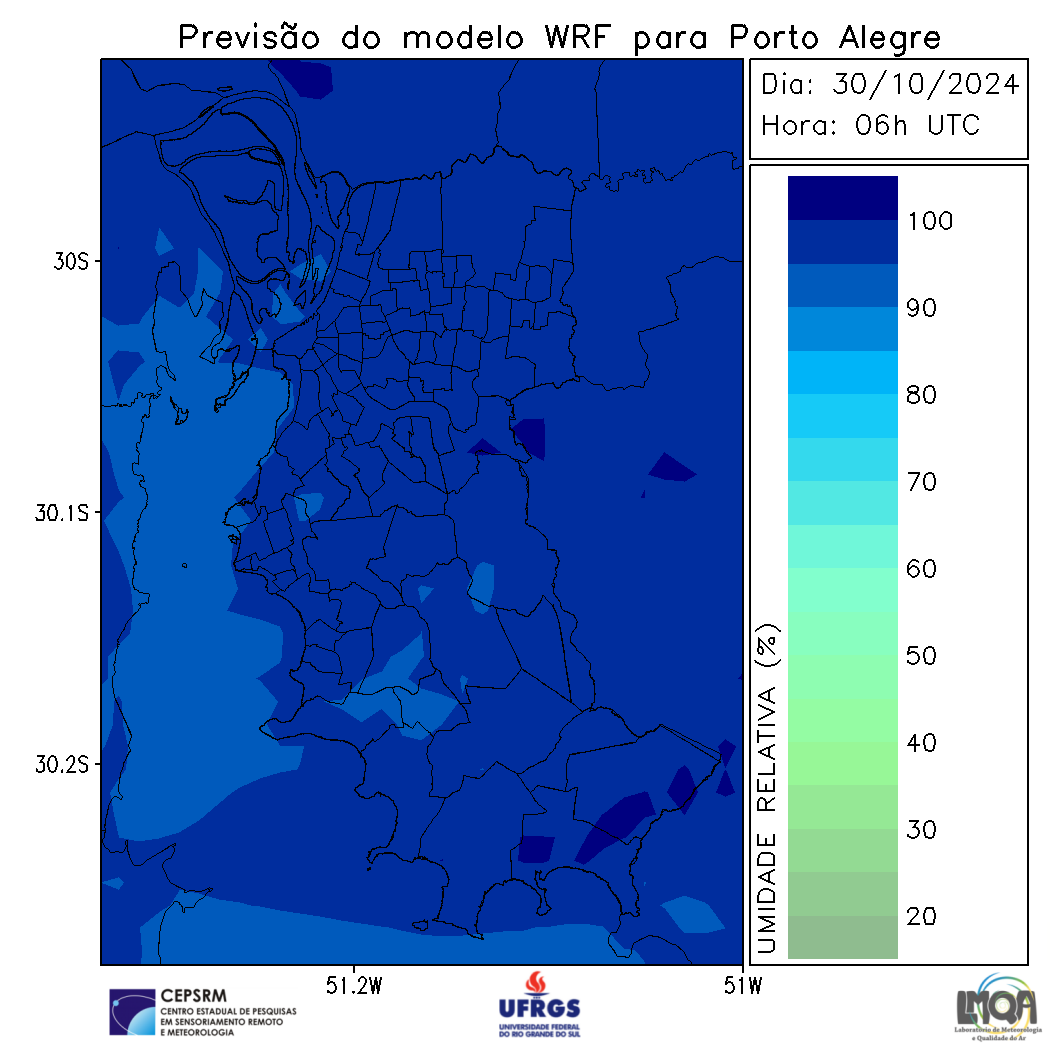 Previsão do modelo WRF para Porto Alegre
Dia: 30/10/2024
Hora: 06h UTC
30S
30.1S
30.2S
51.2W
51W
UMIDADE RELATIVA (%)
100
90
80
70
60
50
40
30
20
CEPSRM
CENTRO ESTADUAL DE PESQUISAS
EM SENSORIAMENTO REMOTO
E METEOROLOGIA
UFRGS
UNIVERSIDADE FEDERAL
DO RIO GRANDE DO SUL
LMQA
Laboratório de Meteorologia
e Qualidade do Ar